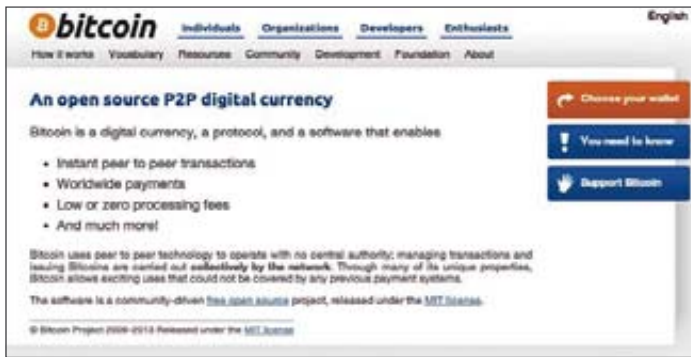 bitcoin
Individuals Organizations Developers Enthusiasts
English
How it works Vocabulary Resources Community Development Foundation About
An open source P2P digital currency
Choose your wallet
Bitcoin is a digital currency, a protocol, and a software that enables
You need to know
• Instant peer to peer transactions
• Worldwide payments
Support Bitcoin
• Low or zero processing fees
• And much more!
Bitcoin uses peer to peer technology to operate with no central authority; managing transactions and
issuing Bitcoins are carried out collectively by the network. Through many of its unique properties,
Bitcoin allows exciting uses that could not be covered by any previous payment systems.
The software is a community-driven free open source project, released under the MIT license.
© Bitcoin Project 2009-2013 Released under the MIT license